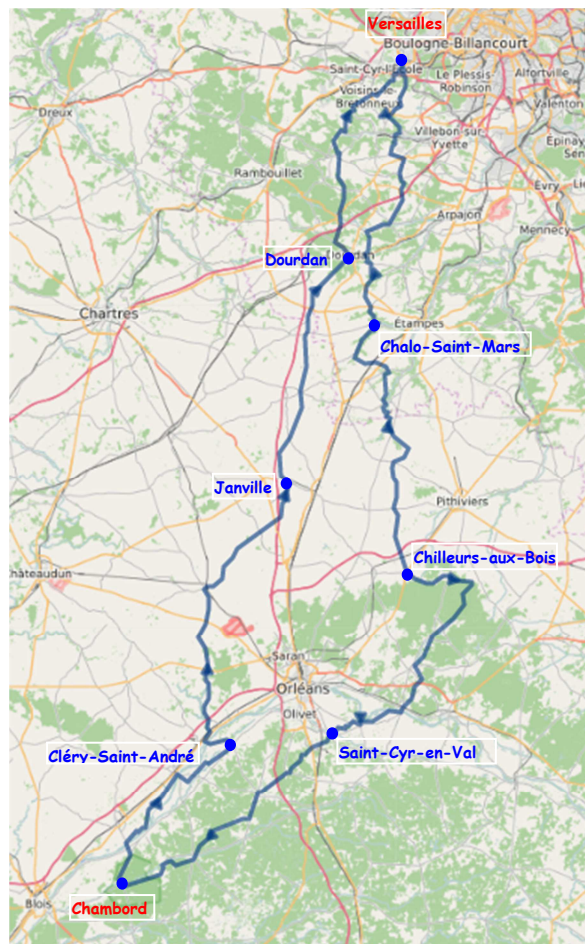 Versailles
Boulogne-Billancourt
Saint-Cyr-l'École
Le Plessis-
Robinson
Alfortville
Voisins-le-
Bretonneux
Valenton
Dreux
Villebon-sur
Yvette
Épinay
Rambouillet
Evry
Arpajon
Mennecy
Dourdan
Chartres
Étampes
Chalo-Saint-Mars
Janville
Pithiviers
Chilleurs-aux-Bois
hâteaudun
Saran
Orléans
Olivet
Cléry-Saint-André
Saint-Cyr-en-Val
Blois
Chambord